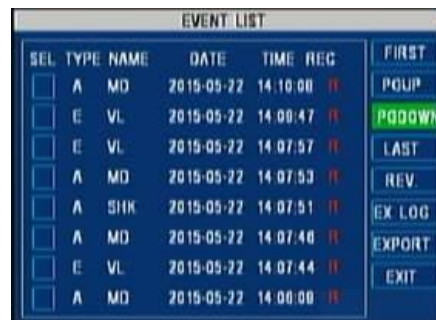 EVENT LIST
SEL TYPE NAME DATE TIME REC
A MD 2015-05-22 14:10:08 R
E VL 2015-05-22 14:08:47 R
E VL 2015-05-22 14:07:57 R
A MD 2015-05-22 14:07:53 R
A SHK 2015-05-22 14:07:51 R
A MD 2015-05-22 14:07:46 R
E VL 2015-05-22 14:07:44 R
A MD 2015-05-22 14:06:08 R
FIRST
PGUP
PGDOWN
LAST
REV.
EX LOG
EXPORT
EXIT